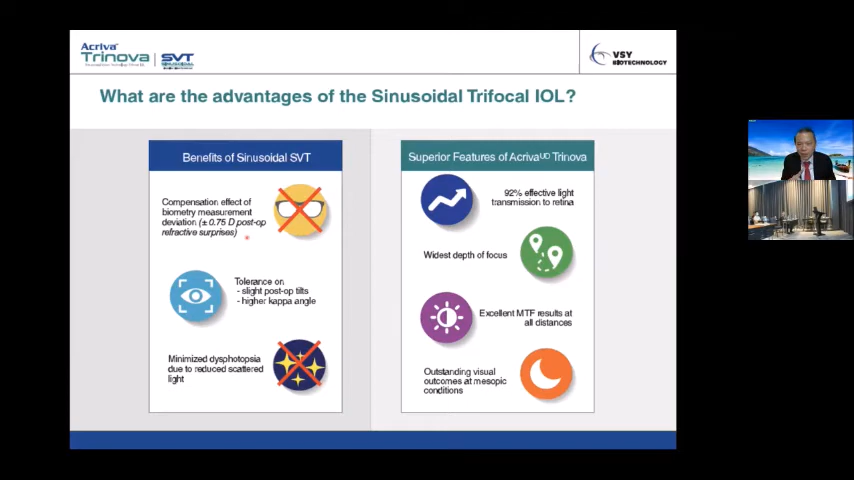 Acriva
Trinova
SVT
SINUSOIDAL
VSY
BIOTECHNOLOGY
What are the advantages of the Sinusoidal Trifocal IOL?
Benefits of Sinusoidal SVT
Compensation effect of
biometry measurement
deviation (± 0.75 D post-op
refractive surprises)
Tolerance on
- slight post-op tilts
- higher kappa angle
Minimized dysphotopsia
due to reduced scattered
light
Superior Features of Acrivaᵁᴰ Trinova
92% effective light
transmission to retina
Widest depth of focus
Excellent MTF results at
all distances
Outstanding visual
outcomes at mesopic
conditions